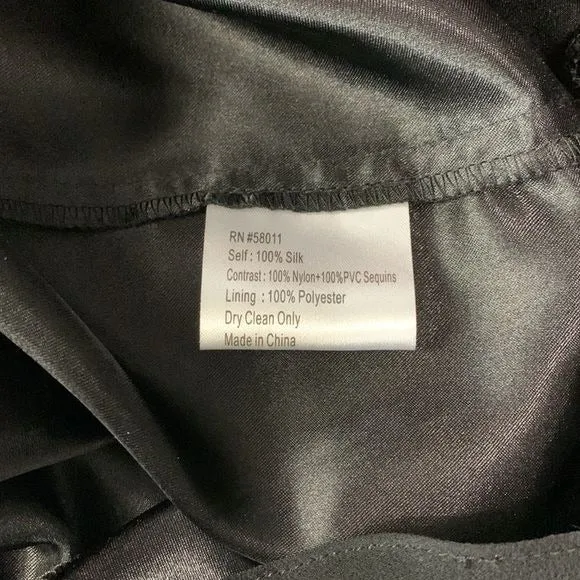 RN #58011
Self : 100% Silk
Contrast : 100% Nylon+100%PVC Sequins
Lining : 100% Polyester
Dry Clean Only
Made in China